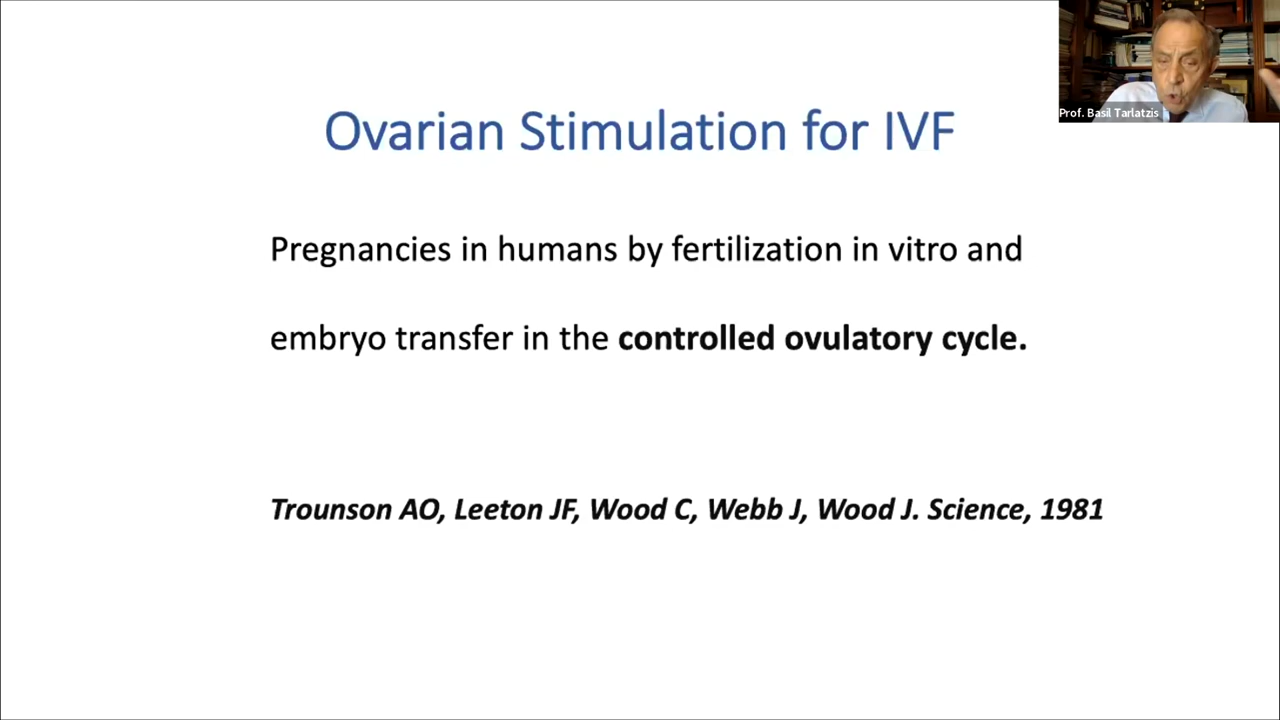 Prof. Basil Tarlatzis
Ovarian Stimulation for IVF
Pregnancies in humans by fertilization in vitro and
embryo transfer in the controlled ovulatory cycle.
Trounson AO, Leeton JF, Wood C, Webb J, Wood J. Science, 1981